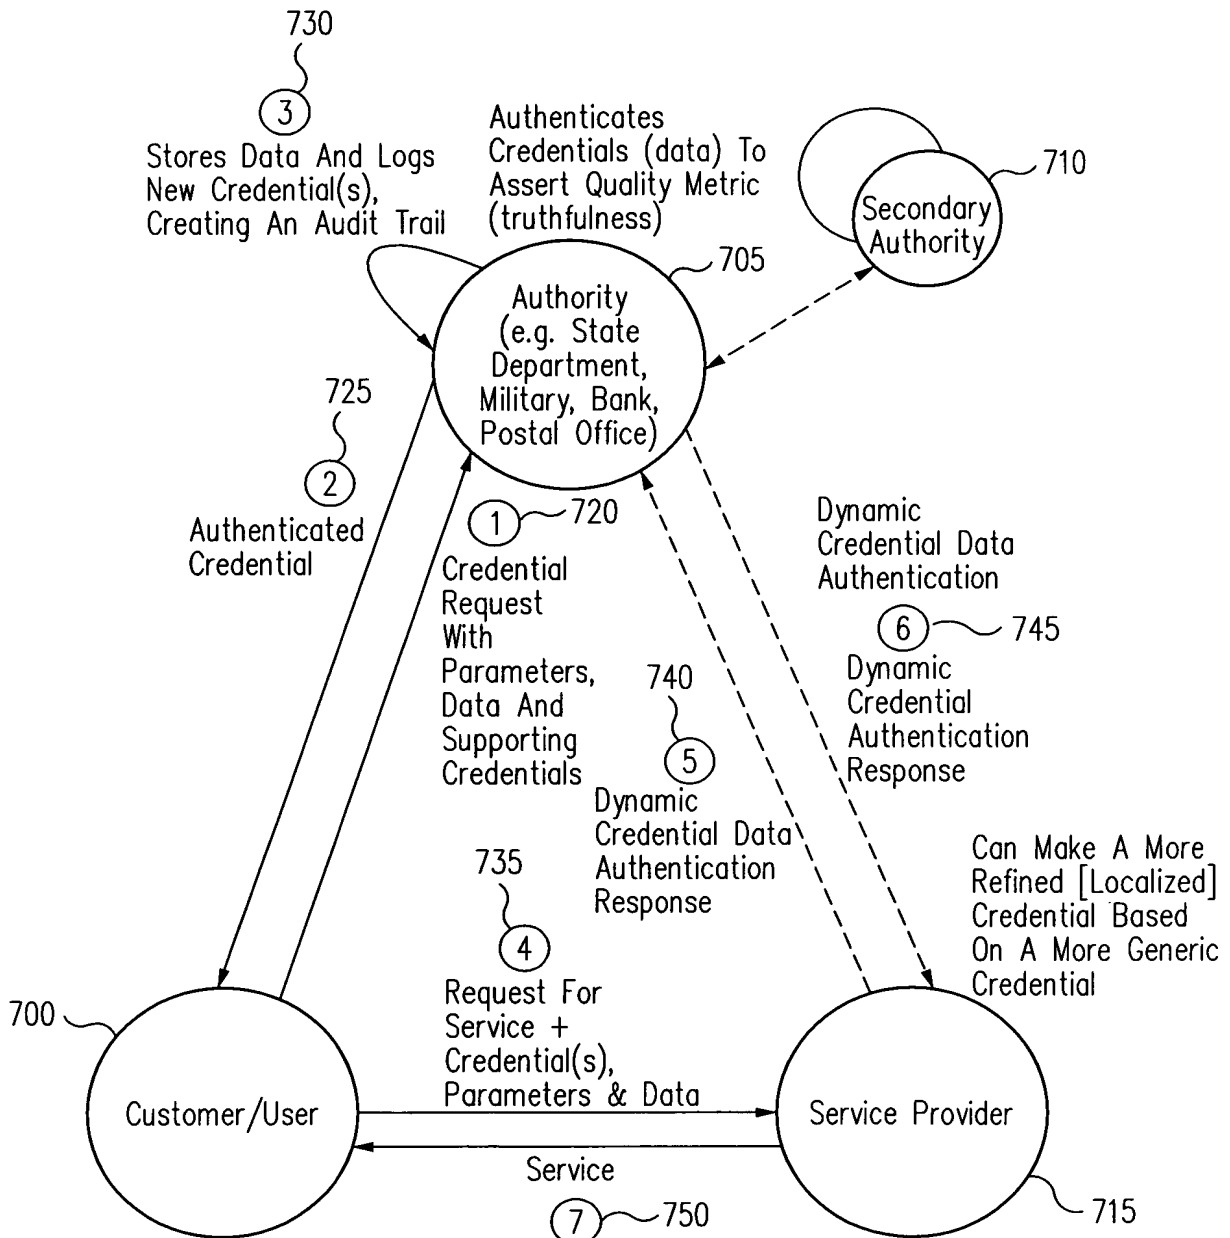 730
3
Stores Data And Logs
New Credential(s),
Creating An Audit Trail
Authenticates
Credentials (data) To
Assert Quality Metric
(truthfulness)
710
Secondary
Authority
705
Authority
(e.g. State
Department,
Military, Bank,
Postal Office)
725
2
Authenticated
Credential
1
720
Credential
Request
With
Parameters,
Data And
Supporting
Credentials
Dynamic
Credential Data
Authentication
6
745
Dynamic
Credential
Authentication
Response
740
5
Dynamic
Credential Data
Authentication
Response
Can Make A More
Refined [Localized]
Credential Based
On A More Generic
Credential
735
4
Request For
Service +
Credential(s),
Parameters & Data
700
Customer/User
Service Provider
715
Service
7
750